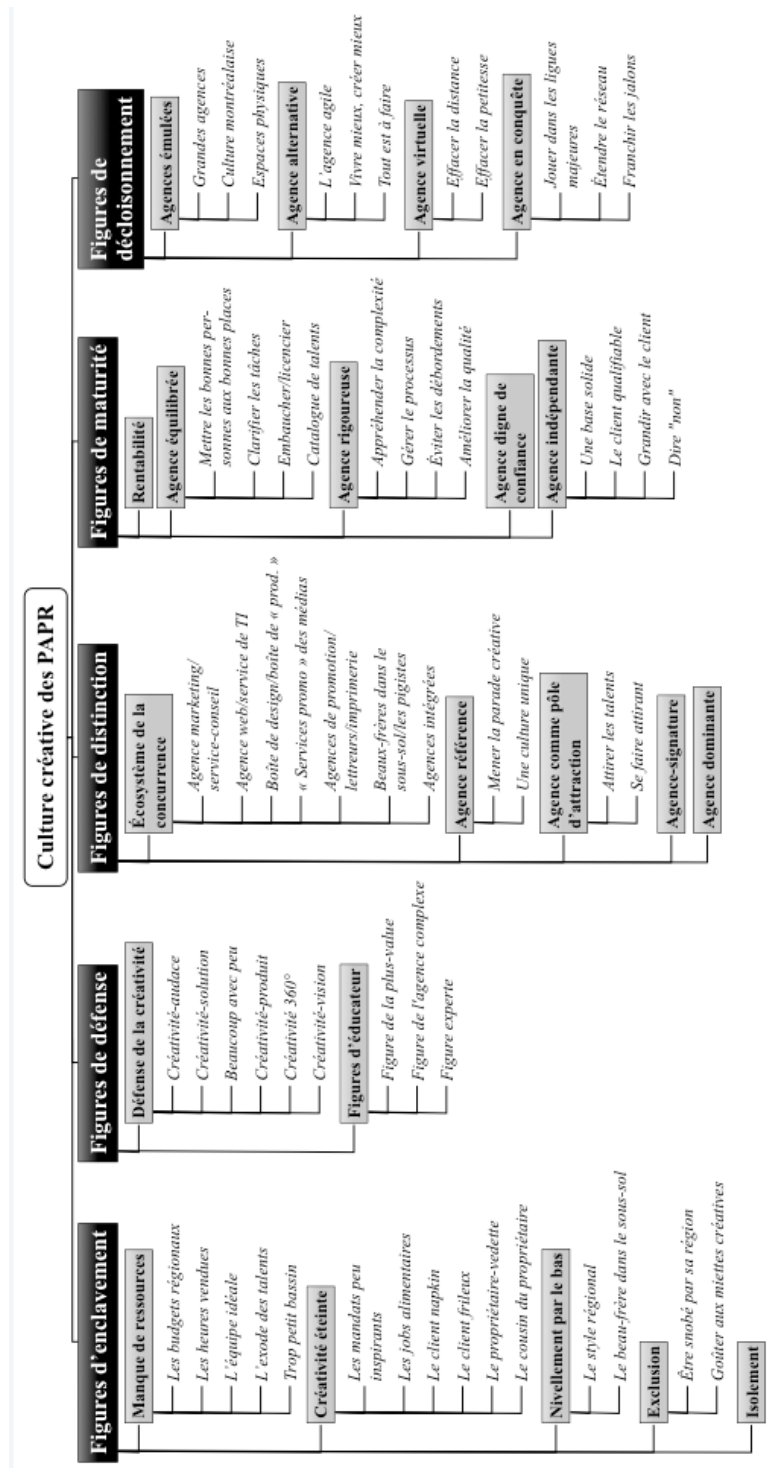 Culture créative des PAPR
Figures d'enclavement
Manque de ressources
Les budgets régionaux
Les heures vendues
L'équipe idéale
L'exode des talents
Trop petit bassin
Créativité éteinte
Les mandats peu
inspirants
Les jobs alimentaires
Le client napkin
Le client frileux
Le propriétaire-vedette
Le cousin du propriétaire
Nivellement par le bas
Le style régional
Le beau-frère dans le sous-sol
Exclusion
Être snobé par sa région
Goûter aux miettes créatives
Isolement
Figures de défense
Défense de la créativité
Créativité-audace
Créativité-solution
Beaucoup avec peu
Créativité-produit
Créativité 360°
Créativité-vision
Figures d'éducateur
Figure de la plus-value
Figure de l'agence complexe
Figure experte
Figures de distinction
Écosystème de la
concurrence
Agence marketing/
service-conseil
Agence web/service de TI
Boîte de design/boîte de « prod. »
« Services promo » des médias
Agences de promotion/
lettreurs/imprimerie
Beaux-frères dans le
sous-sol/les pigistes
Agences intégrées
Agence référence
Mener la parade créative
Une culture unique
Agence comme pôle
d'attraction
Attirer les talents
Se faire attirant
Agence-signature
Agence dominante
Figures de maturité
Rentabilité
Agence équilibrée
Mettre les bonnes per-
sonnes aux bonnes places
Clarifier les tâches
Embaucher/licencier
Catalogue de talents
Agence rigoureuse
Appréhender la complexité
Gérer le processus
Éviter les débordements
Améliorer la qualité
Agence digne de
confiance
Agence indépendante
Une base solide
Le client qualifiable
Grandir avec le client
Dire "non"
Figures de
décloisonnement
Agences émulées
Grandes agences
Culture montréalaise
Espaces physiques
Agence alternative
L'agence agile
Vivre mieux, créer mieux
Tout est à faire
Agence virtuelle
Effacer la distance
Effacer la petitesse
Agence en conquête
Jouer dans les ligues
majeures
Étendre le réseau
Franchir les jalons